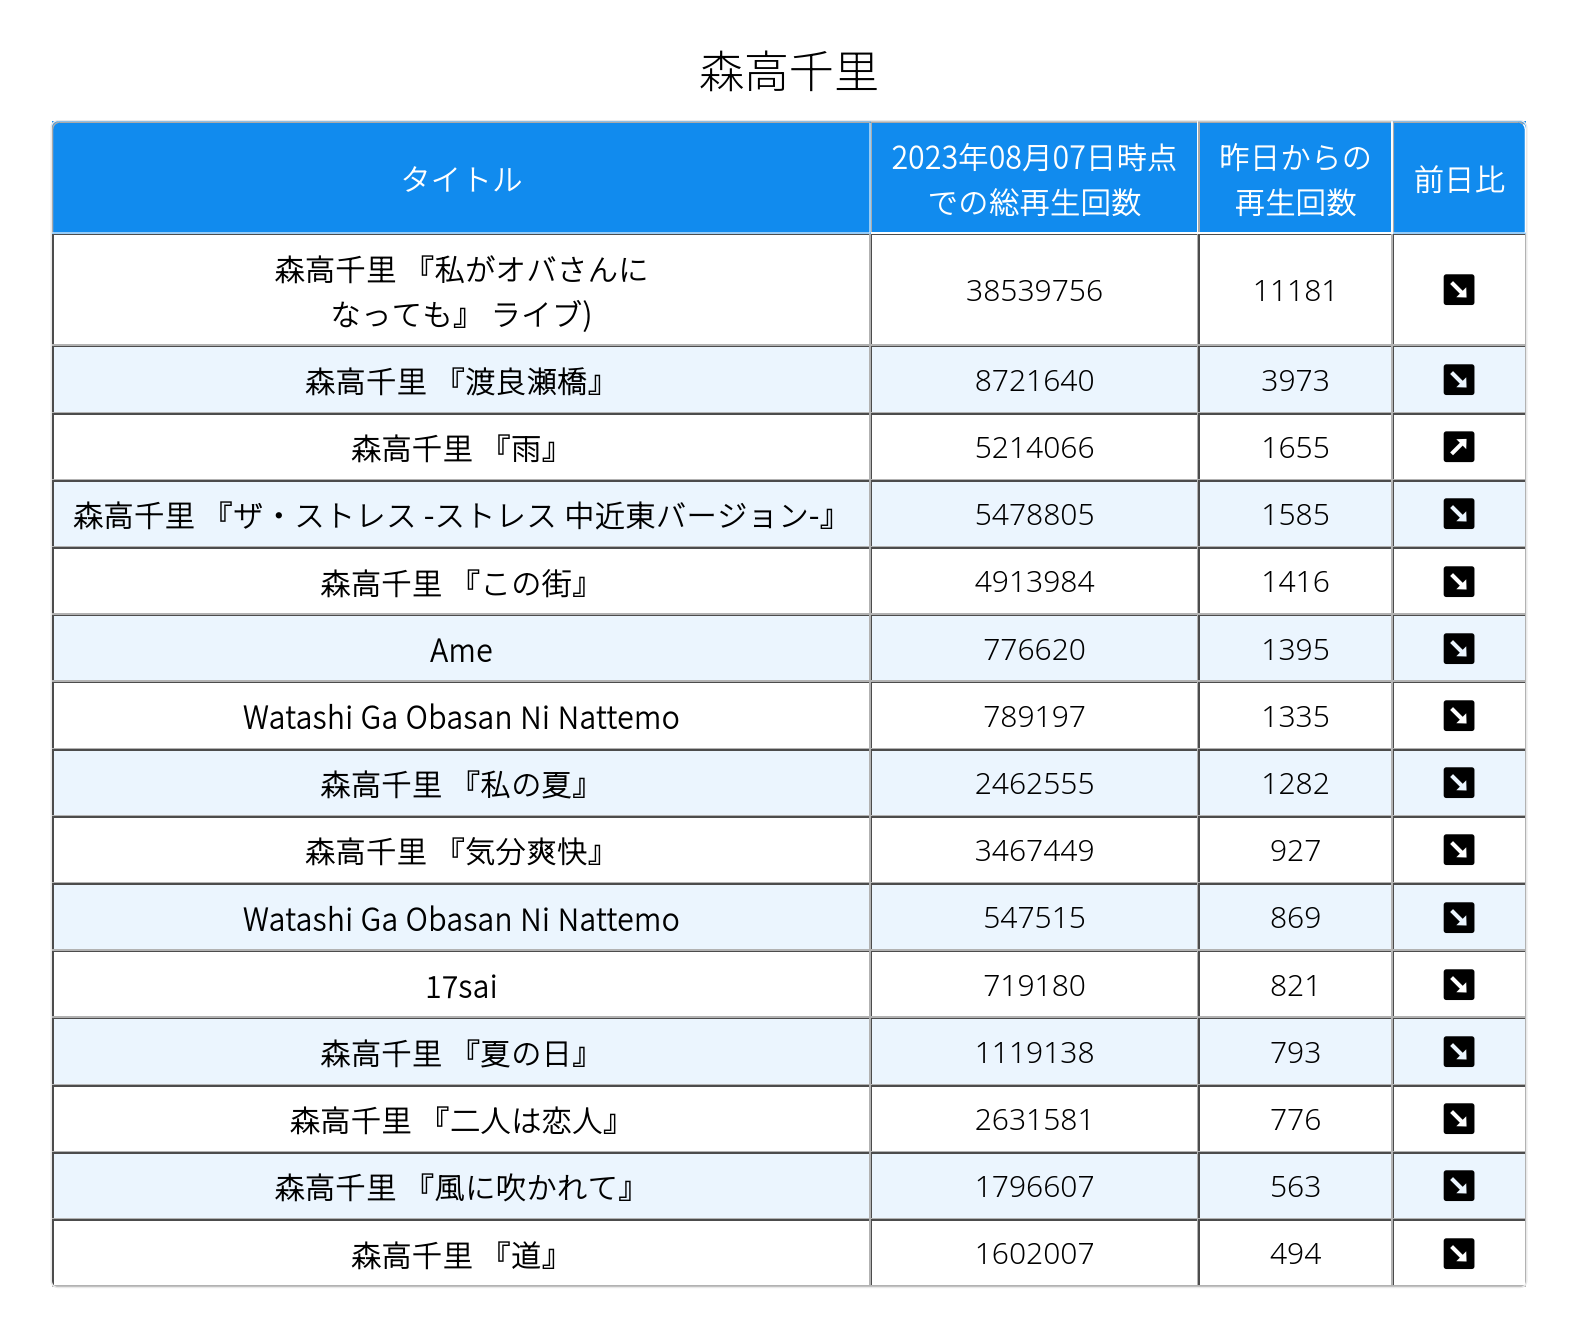 森高千里
タイトル
2023年08月07日時点
での総再生回数
昨日からの
再生回数
前日比
森高千里 『私がオバさんに
なっても』 ライブ)
38539756
11181
森高千里 『渡良瀬橋』
8721640
3973
森高千里 『雨』
5214066
1655
森高千里 『ザ・ストレス -ストレス 中近東バージョン-』
5478805
1585
森高千里 『この街』
4913984
1416
Ame
776620
1395
Watashi Ga Obasan Ni Nattemo
789197
1335
森高千里 『私の夏』
2462555
1282
森高千里 『気分爽快』
3467449
927
Watashi Ga Obasan Ni Nattemo
547515
869
17sai
719180
821
森高千里 『夏の日』
1119138
793
森高千里 『二人は恋人』
2631581
776
森高千里 『風に吹かれて』
1796607
563
森高千里 『道』
1602007
494